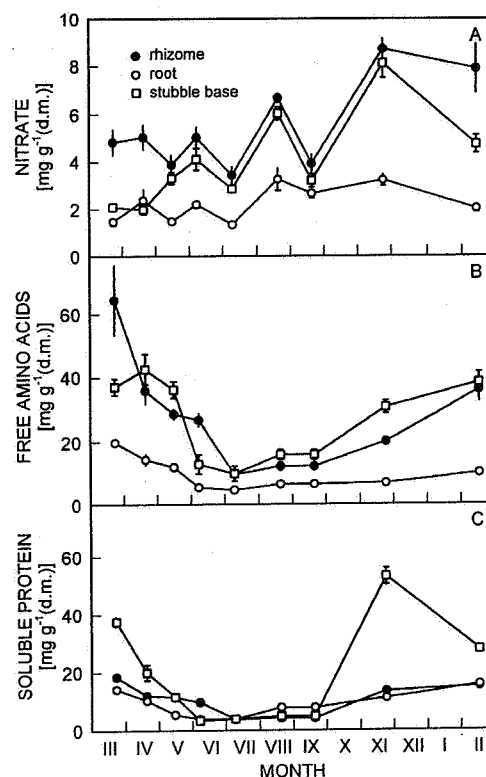 A
● rhizome
○ root
□ stubble base
NITRATE
[mg g⁻¹(d.m.)]
10
8
6
4
2
0
B
FREE AMINO ACIDS
[mg g⁻¹(d.m.)]
60
40
20
0
C
SOLUBLE PROTEIN
[mg g⁻¹(d.m.)]
60
40
20
0
III IV V VI VII VIII IX X XI XII I II
MONTH